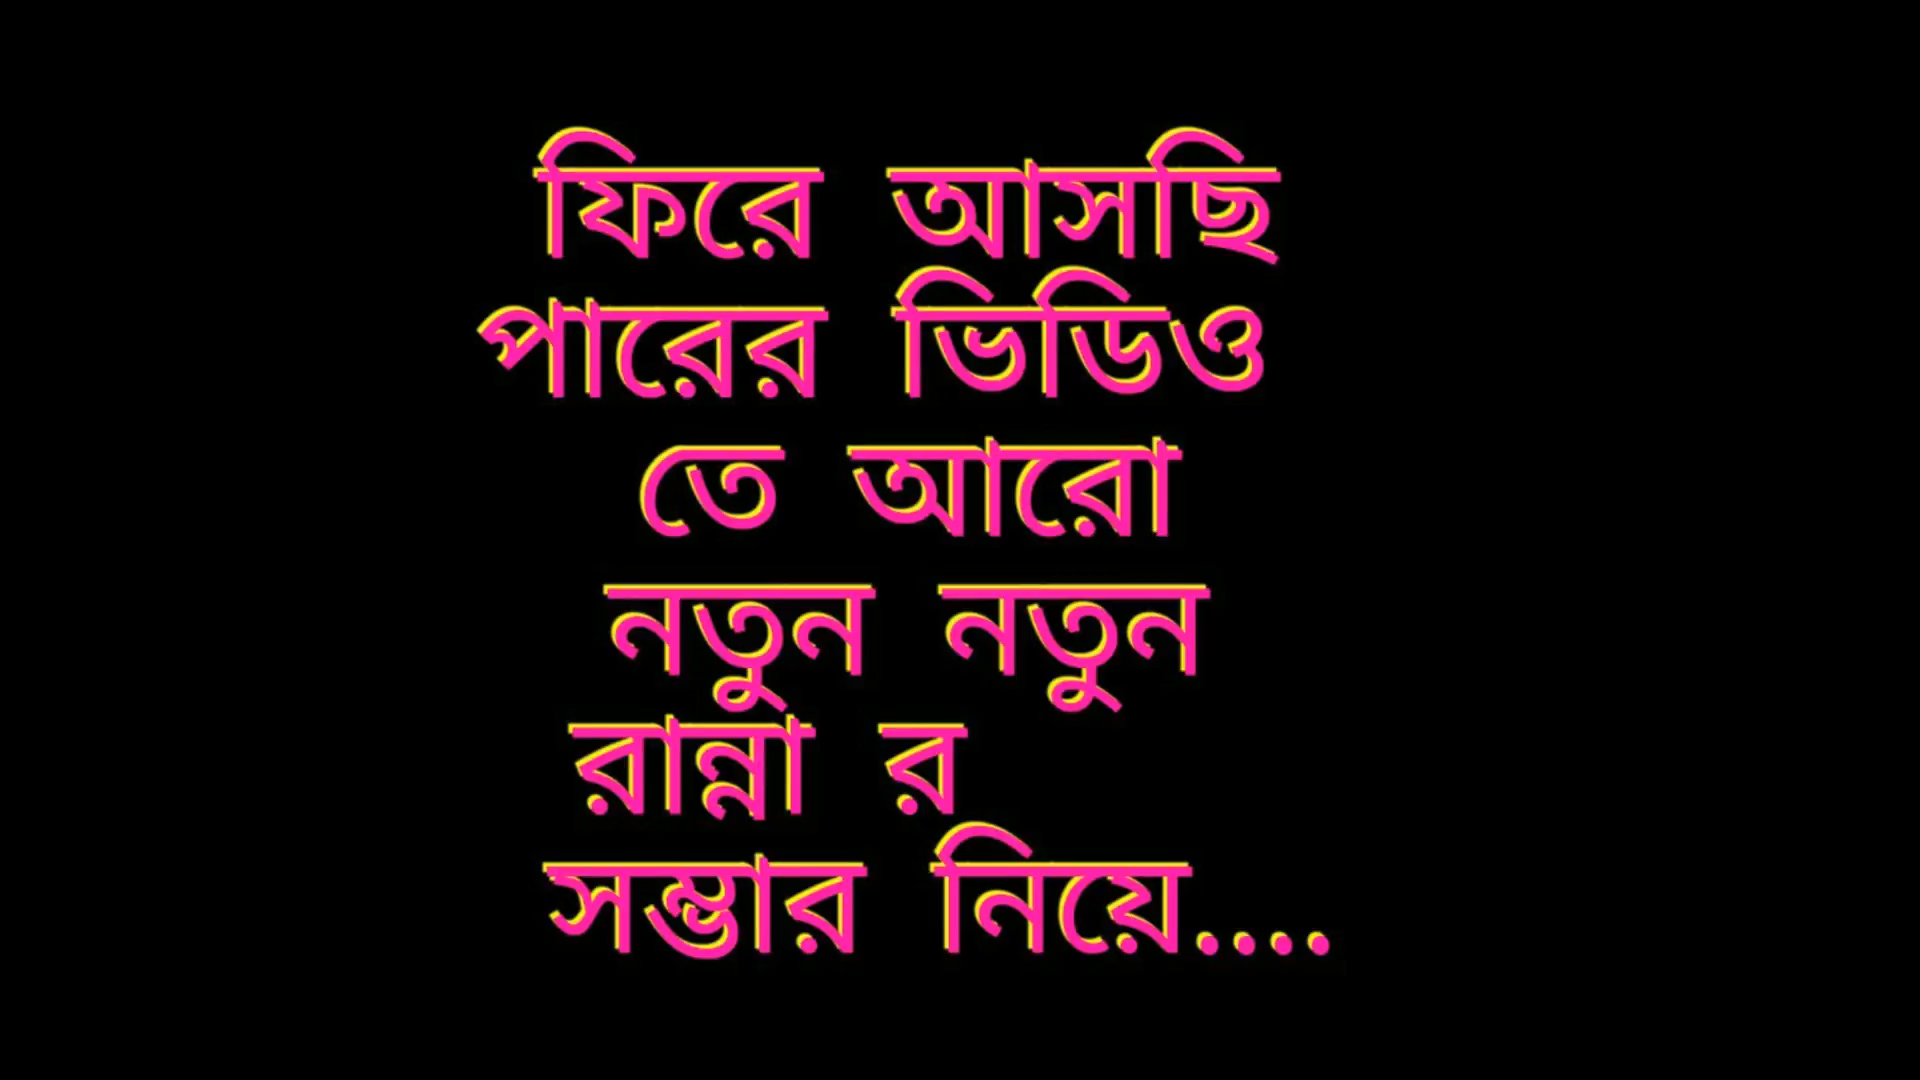 ফিরে আসছি
পারের ভিডিও
তে আরো
নতুন নতুন
রান্না র
সম্ভার নিয়ে....